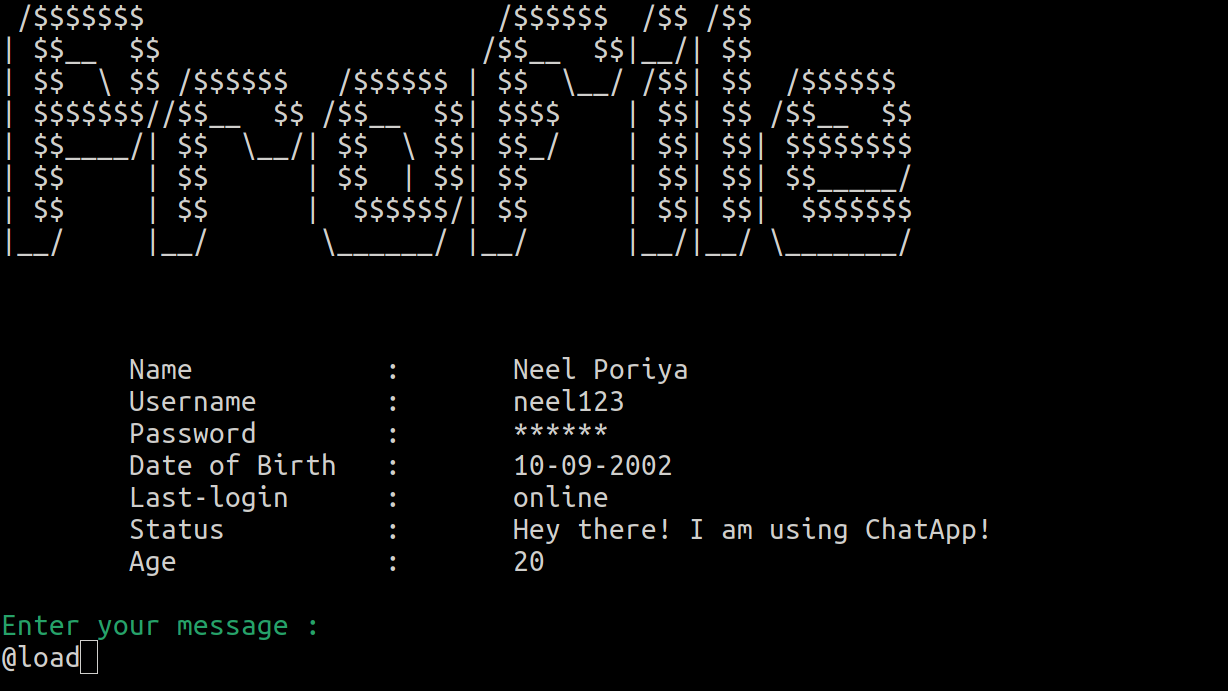 Profile
Name : Neel Poriya
Username : neel123
Password : ******
Date of Birth : 10-09-2002
Last-login : online
Status : Hey there! I am using ChatApp!
Age : 20
Enter your message :
@load